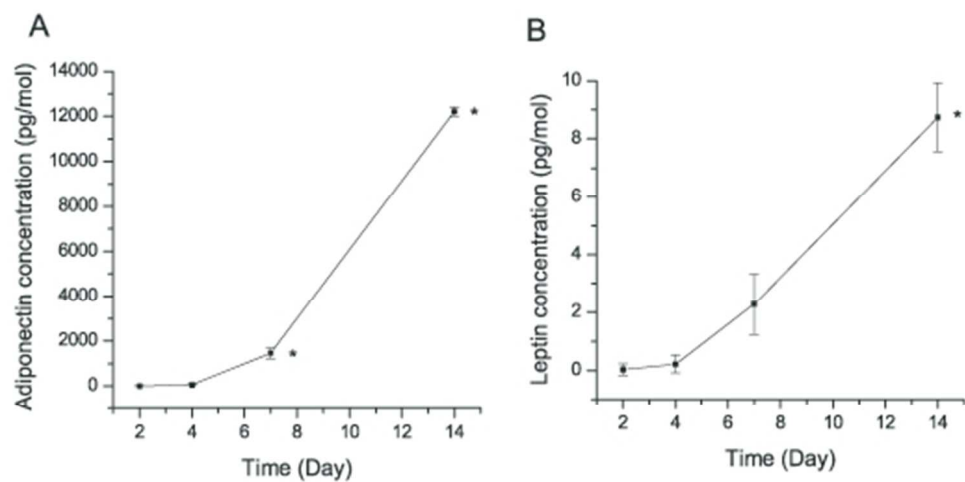 A
Adiponectin concentration (pg/mol)
14000
12000
10000
8000
6000
4000
2000
0
2 4 6 8 10 12 14
Time (Day)
*
*
B
Leptin concentration (pg/mol)
10
8
6
4
2
0
2 4 6 8 10 12 14
Time (Day)
*